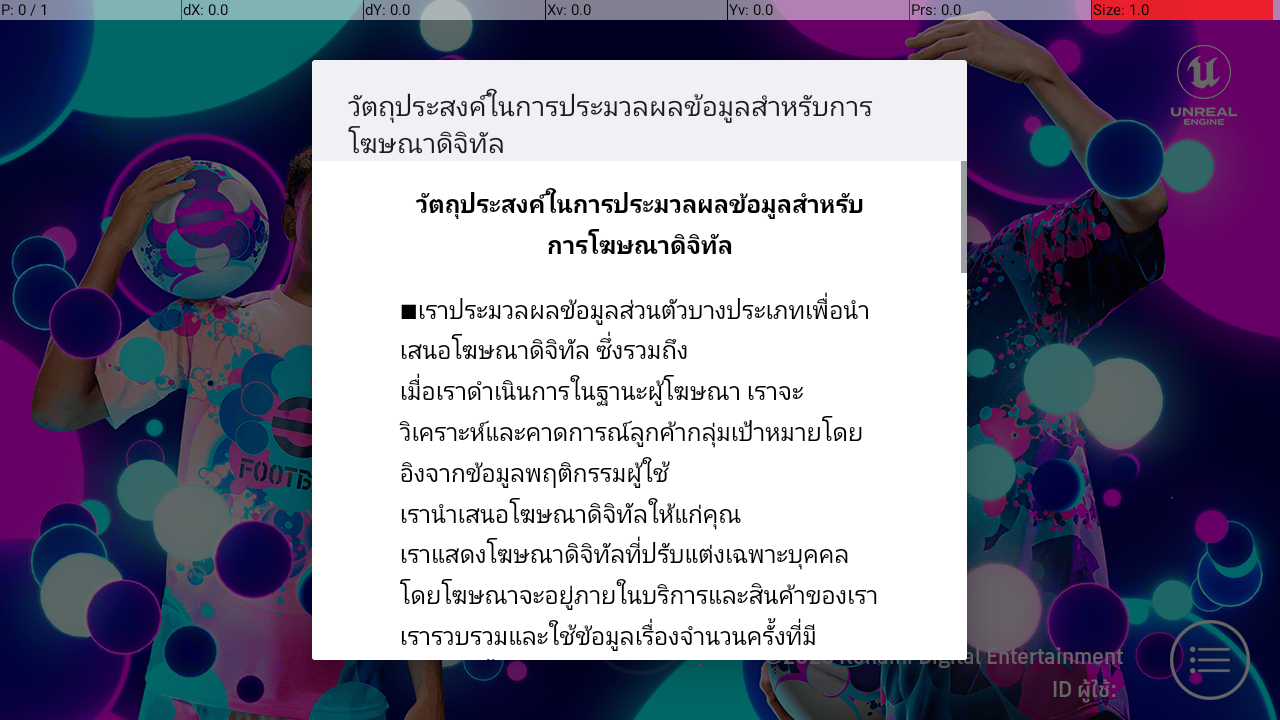 P: 0 / 1
dX: 0.0
dY: 0.0
Xv: 0.0
Yv: 0.0
Prs: 0.0
Size: 1.0
UNREAL
ENGINE
วัตถุประสงค์ในการประมวลผลข้อมูลสำหรับการ
โฆษณาดิจิทัล
วัตถุประสงค์ในการประมวลผลข้อมูลสำหรับ
การโฆษณาดิจิทัล
■เราประมวลผลข้อมูลส่วนตัวบางประเภทเพื่อนำ
เสนอโฆษณาดิจิทัล ซึ่งรวมถึง
เมื่อเราดำเนินการในฐานะผู้โฆษณา เราจะ
วิเคราะห์และคาดการณ์ลูกค้ากลุ่มเป้าหมายโดย
อิงจากข้อมูลพฤติกรรมผู้ใช้
เรานำเสนอโฆษณาดิจิทัลให้แก่คุณ
เราแสดงโฆษณาดิจิทัลที่ปรับแต่งเฉพาะบุคคล
โดยโฆษณาจะอยู่ภายในบริการและสินค้าของเรา
เรารวบรวมและใช้ข้อมูลเรื่องจำนวนครั้งที่มี
FOOTB
Konami Digital Entertainment
ID ผู้ใช้: